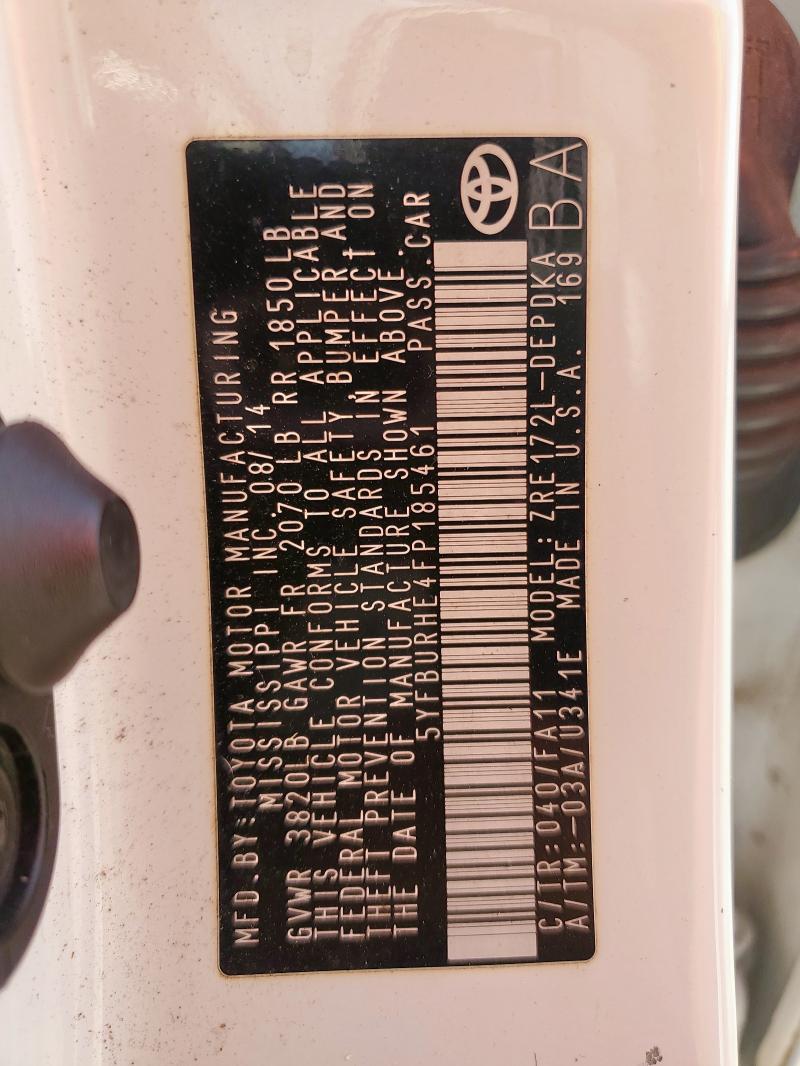 MFD.BY:TOYOTA MOTOR MANUFACTURING
MISSISSIPPI INC. 08/14
GVWR 3820LB GAWR FR 2070LB RR 1850LB
THIS VEHICLE CONFORMS TO ALL APPLICABLE
FEDERAL MOTOR VEHICLE SAFETY, BUMPER AND
THEFT PREVENTION STANDARDS IN EFFECT ON
THE DATE OF MANUFACTURE SHOWN ABOVE.
5YFBURHE4FP185461 PASS.CAR
C/TR:040/FA11 MODEL: ZRE172L-DEPDKA
A/TM:-03A/U341E MADE IN U.S.A. 169 BA